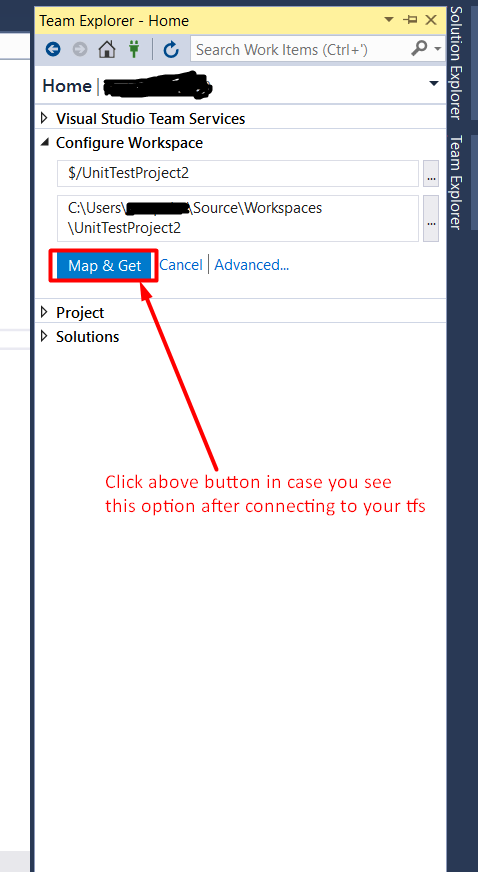 Team Explorer - Home
Search Work Items (Ctrl+')
Home |
Visual Studio Team Services
Configure Workspace
$/UnitTestProject2
...
C:\Users\ \Source\Workspaces
\UnitTestProject2
...
Map & Get Cancel Advanced...
Project
Solutions
Click above button in case you see
this option after connecting to your tfs
Solution Explorer
Team Explorer